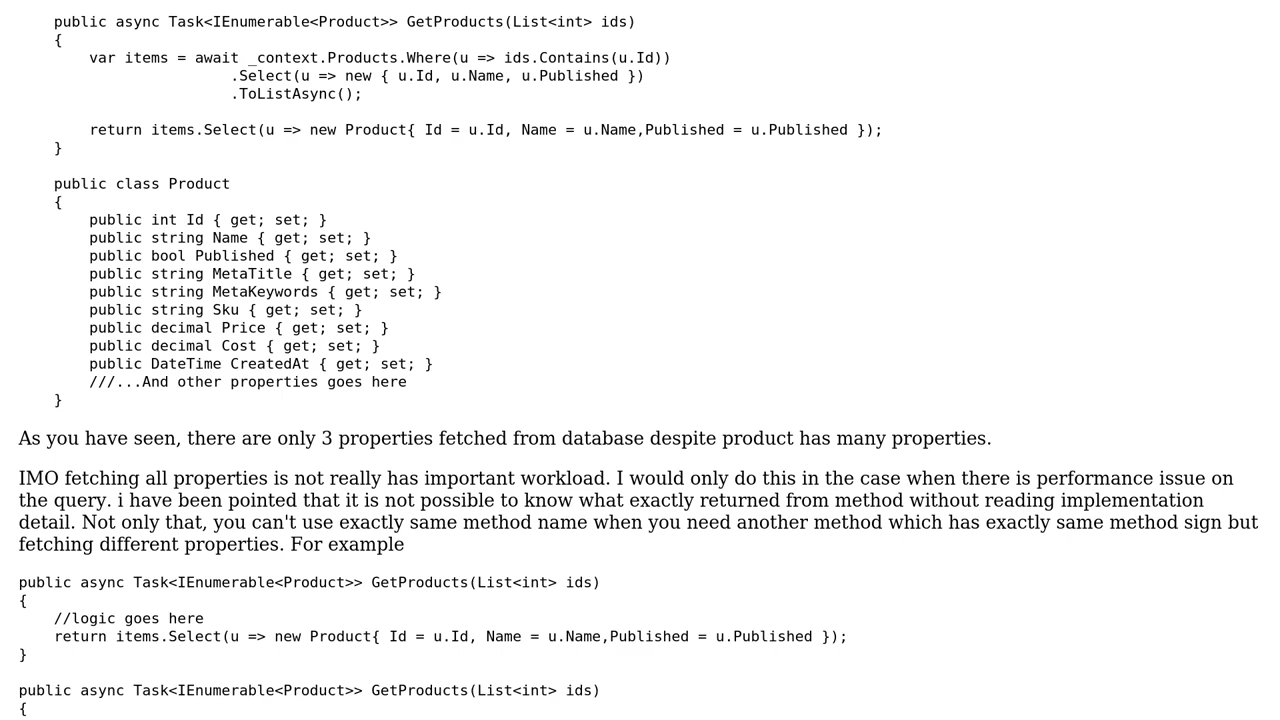 public async Task<IEnumerable<Product>> GetProducts(List<int> ids)
{
var items = await _context.Products.Where(u => ids.Contains(u.Id))
.Select(u => new { u.Id, u.Name, u.Published })
.ToListAsync();
return items.Select(u => new Product{ Id = u.Id, Name = u.Name,Published = u.Published });
}
public class Product
{
public int Id { get; set; }
public string Name { get; set; }
public bool Published { get; set; }
public string MetaTitle { get; set; }
public string MetaKeywords { get; set; }
public string Sku { get; set; }
public decimal Price { get; set; }
public decimal Cost { get; set; }
public DateTime CreatedAt { get; set; }
///...And other properties goes here
}
As you have seen, there are only 3 properties fetched from database despite product has many properties.
IMO fetching all properties is not really has important workload. I would only do this in the case when there is performance issue on
the query. i have been pointed that it is not possible to know what exactly returned from method without reading implementation
detail. Not only that, you can't use exactly same method name when you need another method which has exactly same method sign but
fetching different properties. For example
public async Task<IEnumerable<Product>> GetProducts(List<int> ids)
{
//logic goes here
return items.Select(u => new Product{ Id = u.Id, Name = u.Name,Published = u.Published });
}
public async Task<IEnumerable<Product>> GetProducts(List<int> ids)
{